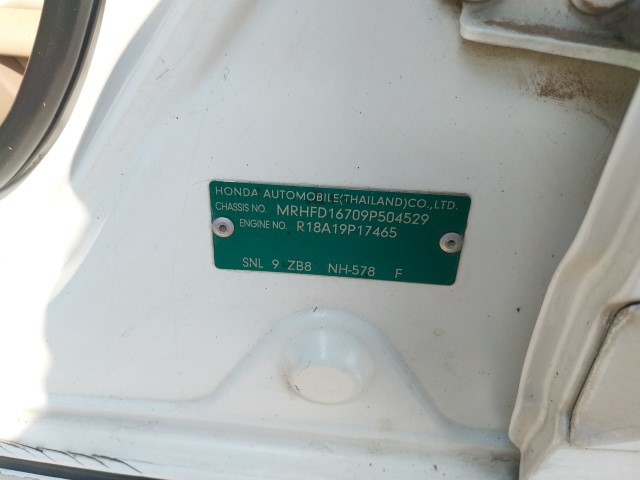 HONDA AUTOMOBILE(THAILAND)CO.,LTD.
CHASSIS NO. MRHFD16709P504529
ENGINE NO. R18A19P17465
SNL 9 ZB8 NH-578 F